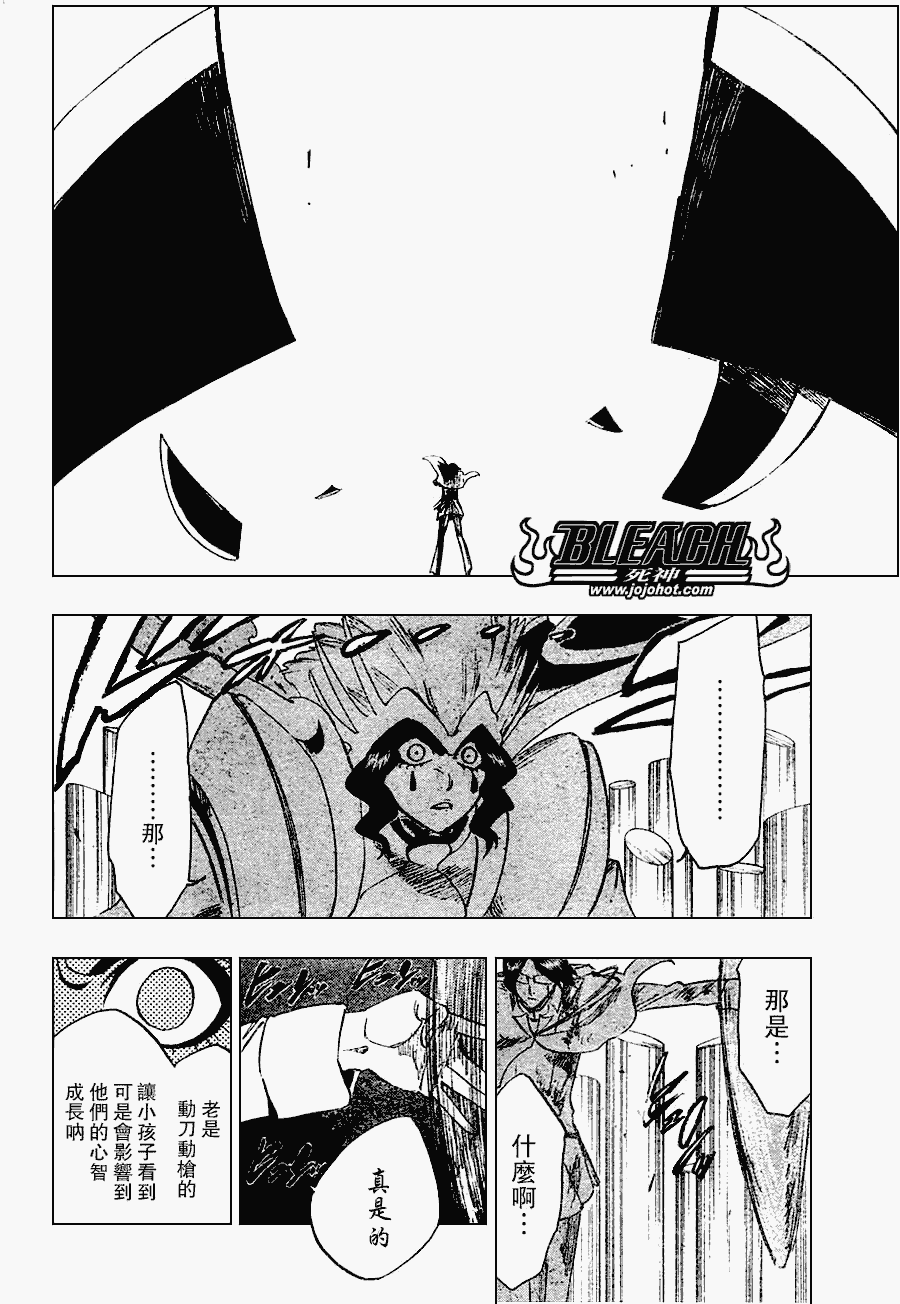 BLEACH
死神
www.jojohot.com
…………
………那…
那是…
什麼啊…
真是的
老是
動刀動槍的
讓小孩子看到
可是會影響到
他們的心智
成長吶